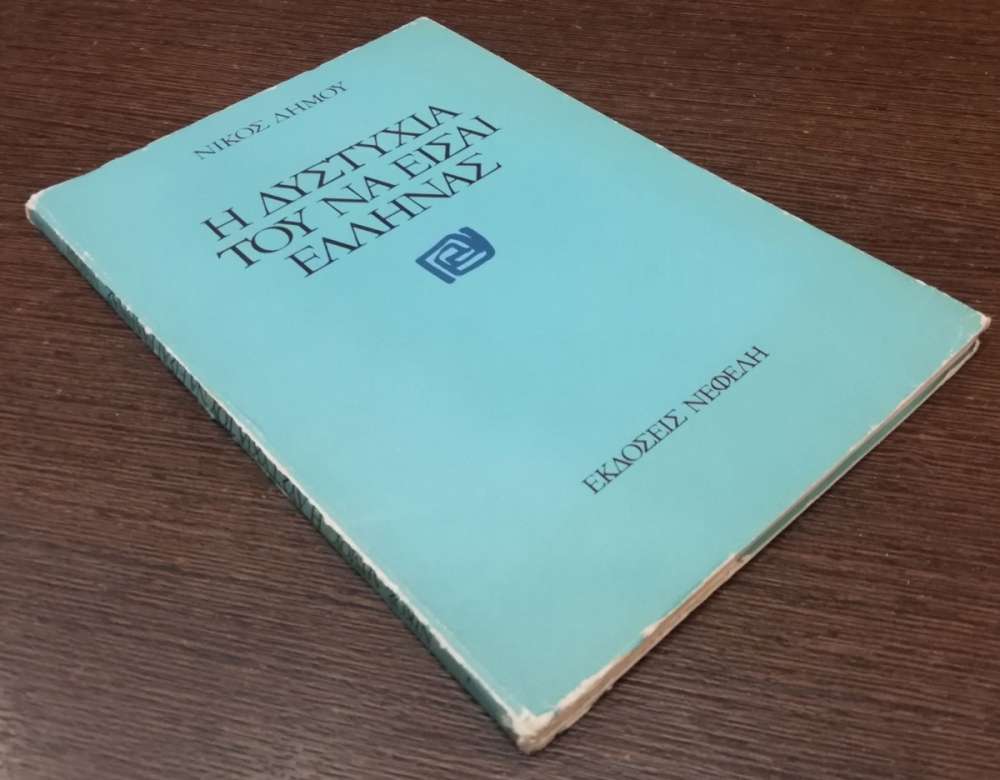 ΝΙΚΟΣ ΔΗΜΟΥ
Η ΔΥΣΤΥΧΙΑ
ΤΟΥ ΝΑ ΕΙΣΑΙ
ΕΛΛΗΝΑΣ
ΕΚΔΟΣΕΙΣ ΝΕΦΕΛΗ